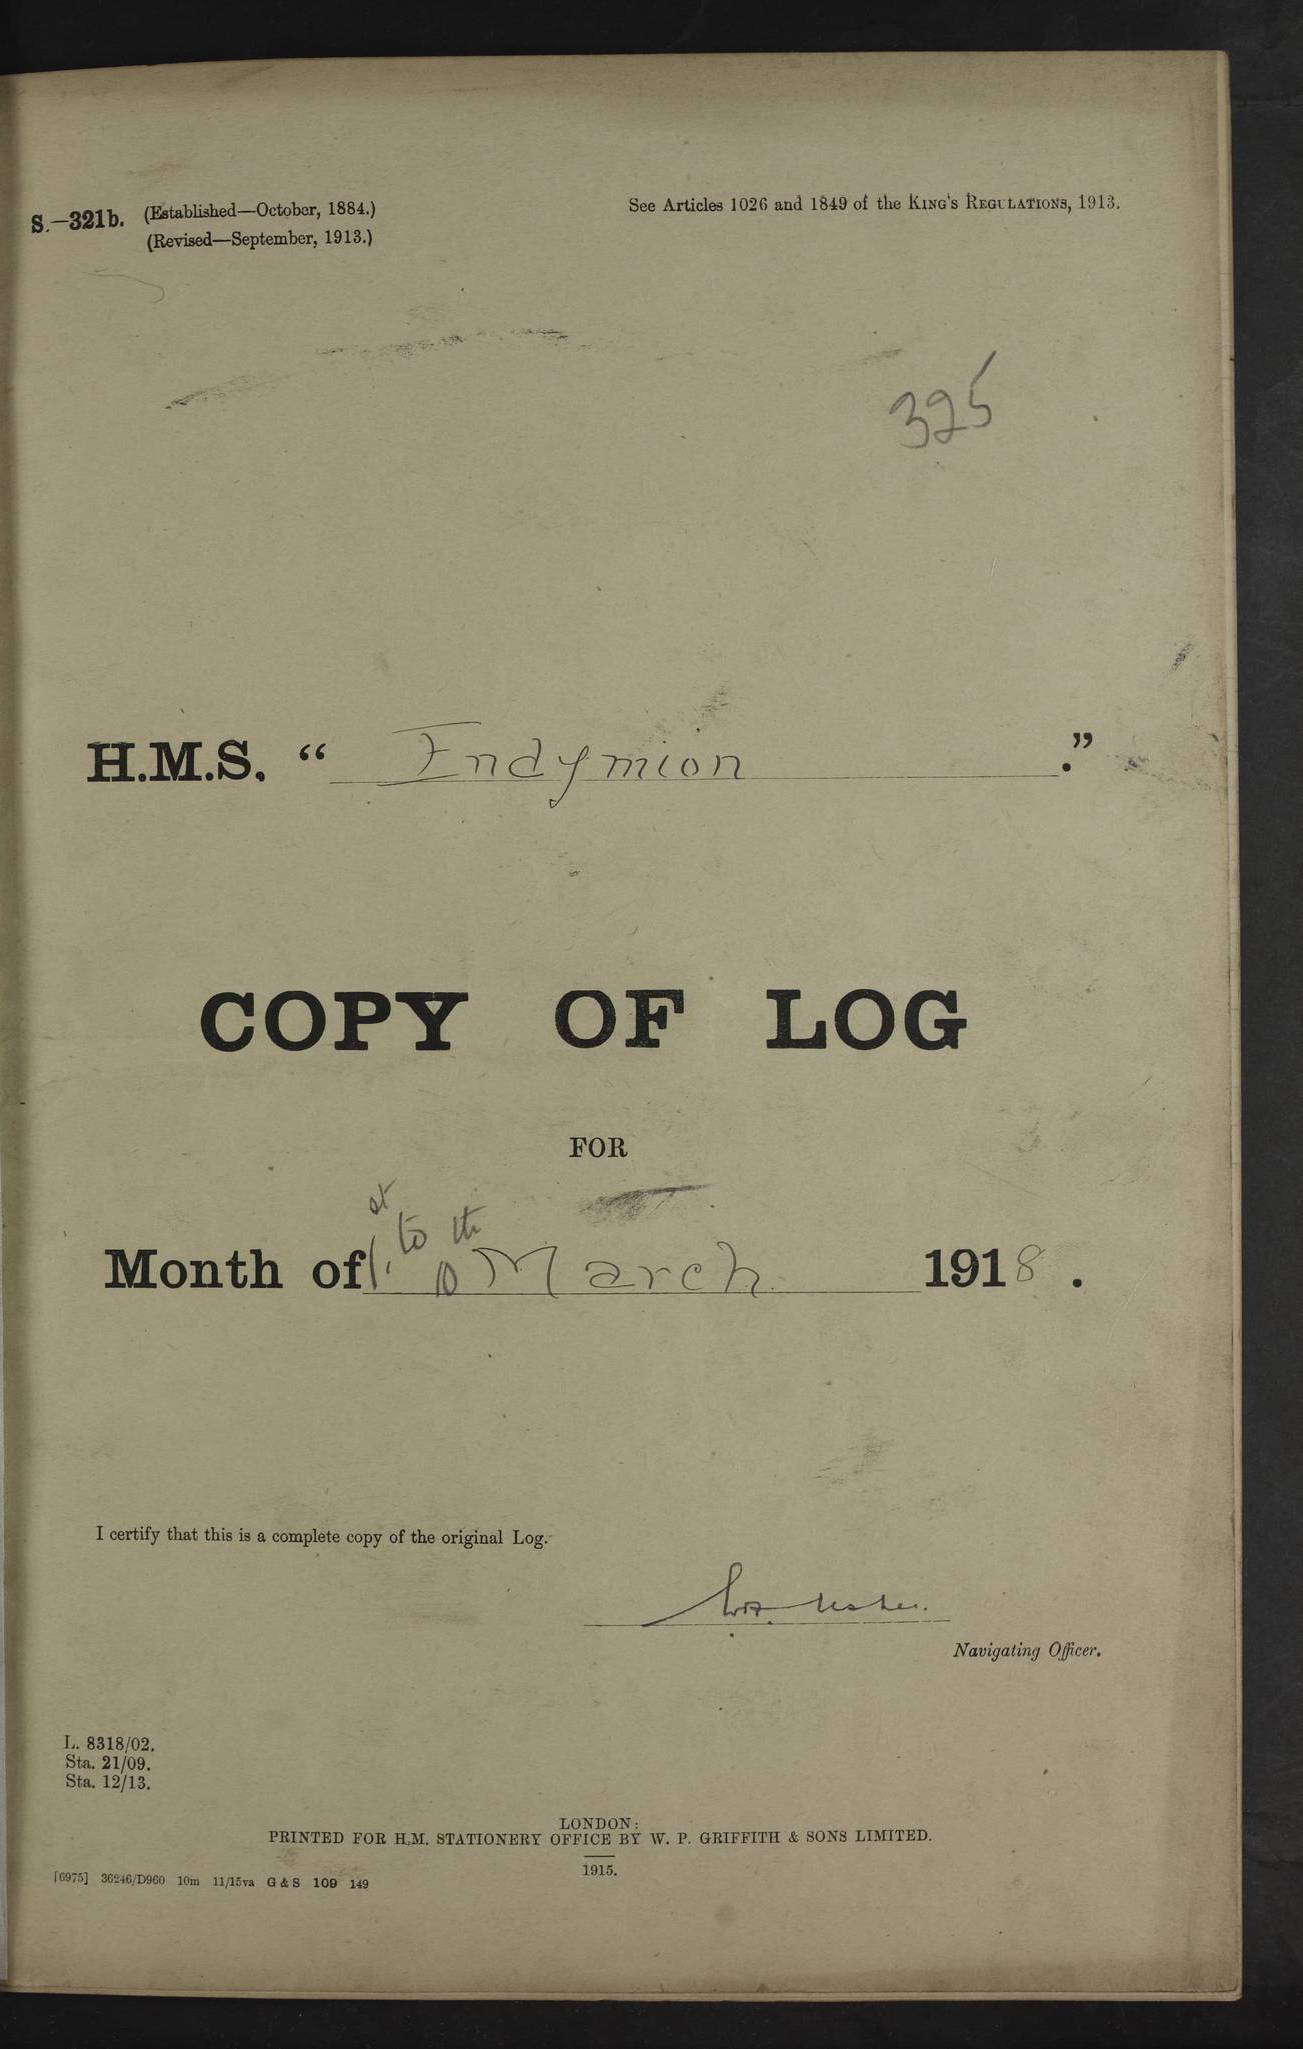 S.—321b. (Established—October, 1884.)
(Revised—September, 1913.)
See Articles 1026 and 1849 of the King's Regulations, 1913.
325
H.M.S. “ Endymion .”
COPY OF LOG
FOR
Month of 1st to 10th March 1918.
I certify that this is a complete copy of the original Log.
Navigating Officer.
L. 8318/02.
Sta. 21/09.
Sta. 12/13.
LONDON:
PRINTED FOR H.M. STATIONERY OFFICE BY W. P. GRIFFITH & SONS LIMITED.
1915.
[6975] 36246/D960 10m 11/15va G & S 109 149